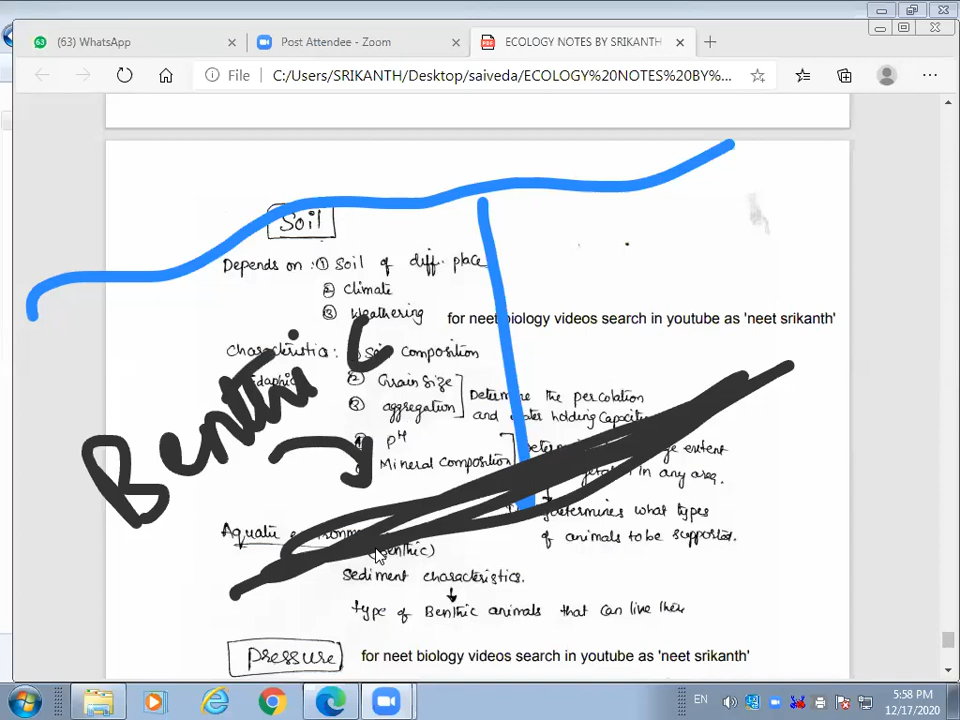 (63) WhatsApp
Post Attendee - Zoom
ECOLOGY NOTES BY SRIKANTH
File
C:/Users/SRIKANTH/Desktop/saiveda/ECOLOGY%20NOTES%20BY%...
Soil
Depends on : ① Soil of diff. place
② Climate
③ Weathering
for neet biology videos search in youtube as 'neet srikanth'
Characteristics : Soil Composition
② Grain Size
③ aggregation
Determine the percolation
and water holding Capacity
Benthic
pH
Mineral Composition
extent
in any area.
determines what types
of animals to be supported.
Aquatic
(Benthic)
Sediment characteristics.
↓
type of Benthic animals that can live there
Pressure
for neet biology videos search in youtube as 'neet srikanth'
EN
5:58 PM
12/17/2020